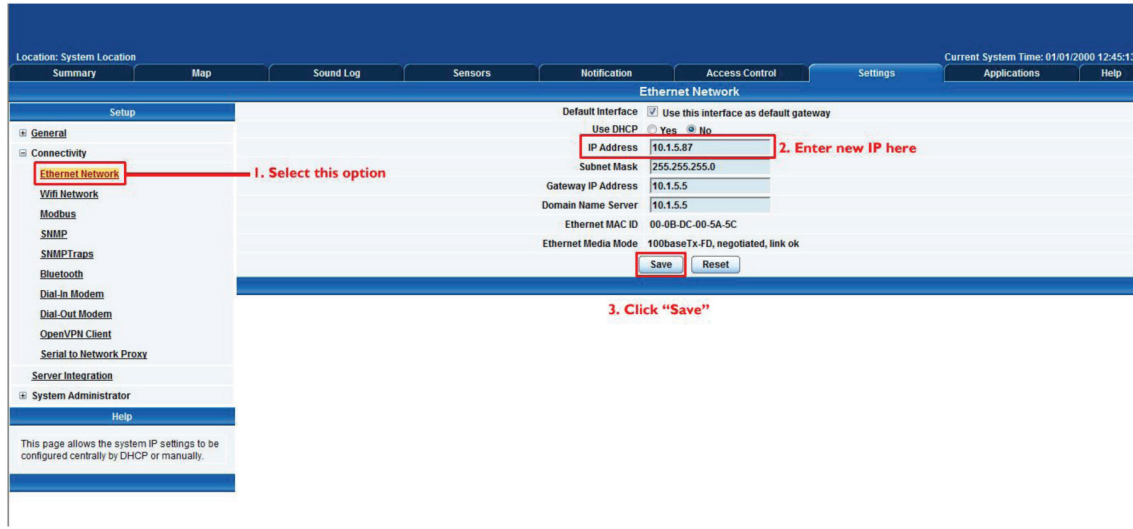 Location: System Location
Current System Time: 01/01/2000 12:45:13
Summary Map Sound Log Sensors Notification Access Control Settings Applications Help
Ethernet Network
Setup
General
Connectivity
Ethernet Network
Wifi Network
Modbus
SNMP
SNMPTraps
Bluetooth
Dial-In Modem
Dial-Out Modem
OpenVPN Client
Serial to Network Proxy
Server Integration
System Administrator
Help
This page allows the system IP settings to be
configured centrally by DHCP or manually.
1. Select this option
Default Interface Use this interface as default gateway
Use DHCP Yes No
IP Address 10.1.5.87 2. Enter new IP here
Subnet Mask 255.255.255.0
Gateway IP Address 10.1.5.5
Domain Name Server 10.1.5.5
Ethernet MAC ID 00-0B-DC-00-5A-5C
Ethernet Media Mode 100baseTx-FD, negotiated, link ok
Save Reset
3. Click “Save”